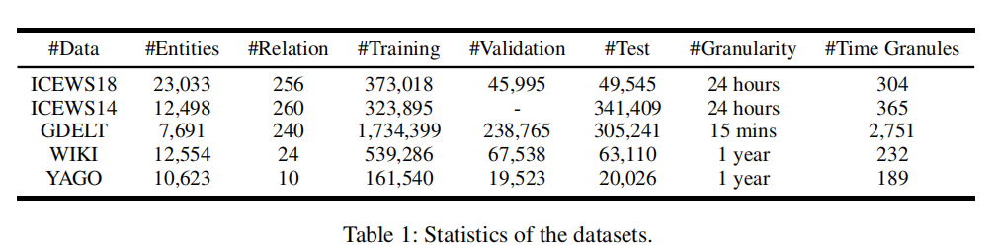 #Data #Entities #Relation #Training #Validation #Test #Granularity #Time Granules
ICEWS18 23,033 256 373,018 45,995 49,545 24 hours 304
ICEWS14 12,498 260 323,895 - 341,409 24 hours 365
GDELT 7,691 240 1,734,399 238,765 305,241 15 mins 2,751
WIKI 12,554 24 539,286 67,538 63,110 1 year 232
YAGO 10,623 10 161,540 19,523 20,026 1 year 189
Table 1: Statistics of the datasets.